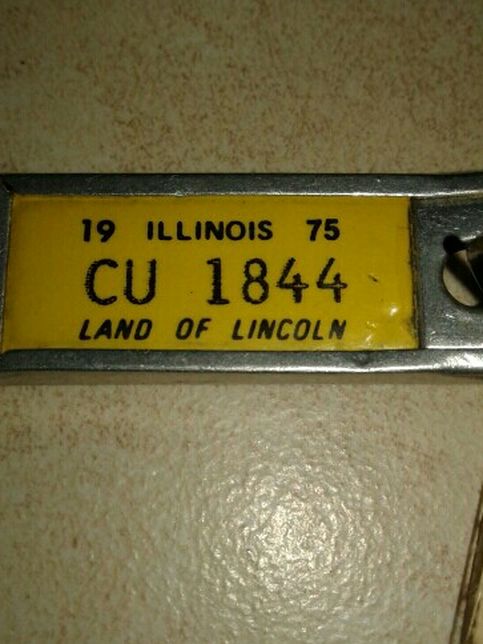 19 ILLINOIS 75
CU 1844
LAND OF LINCOLN